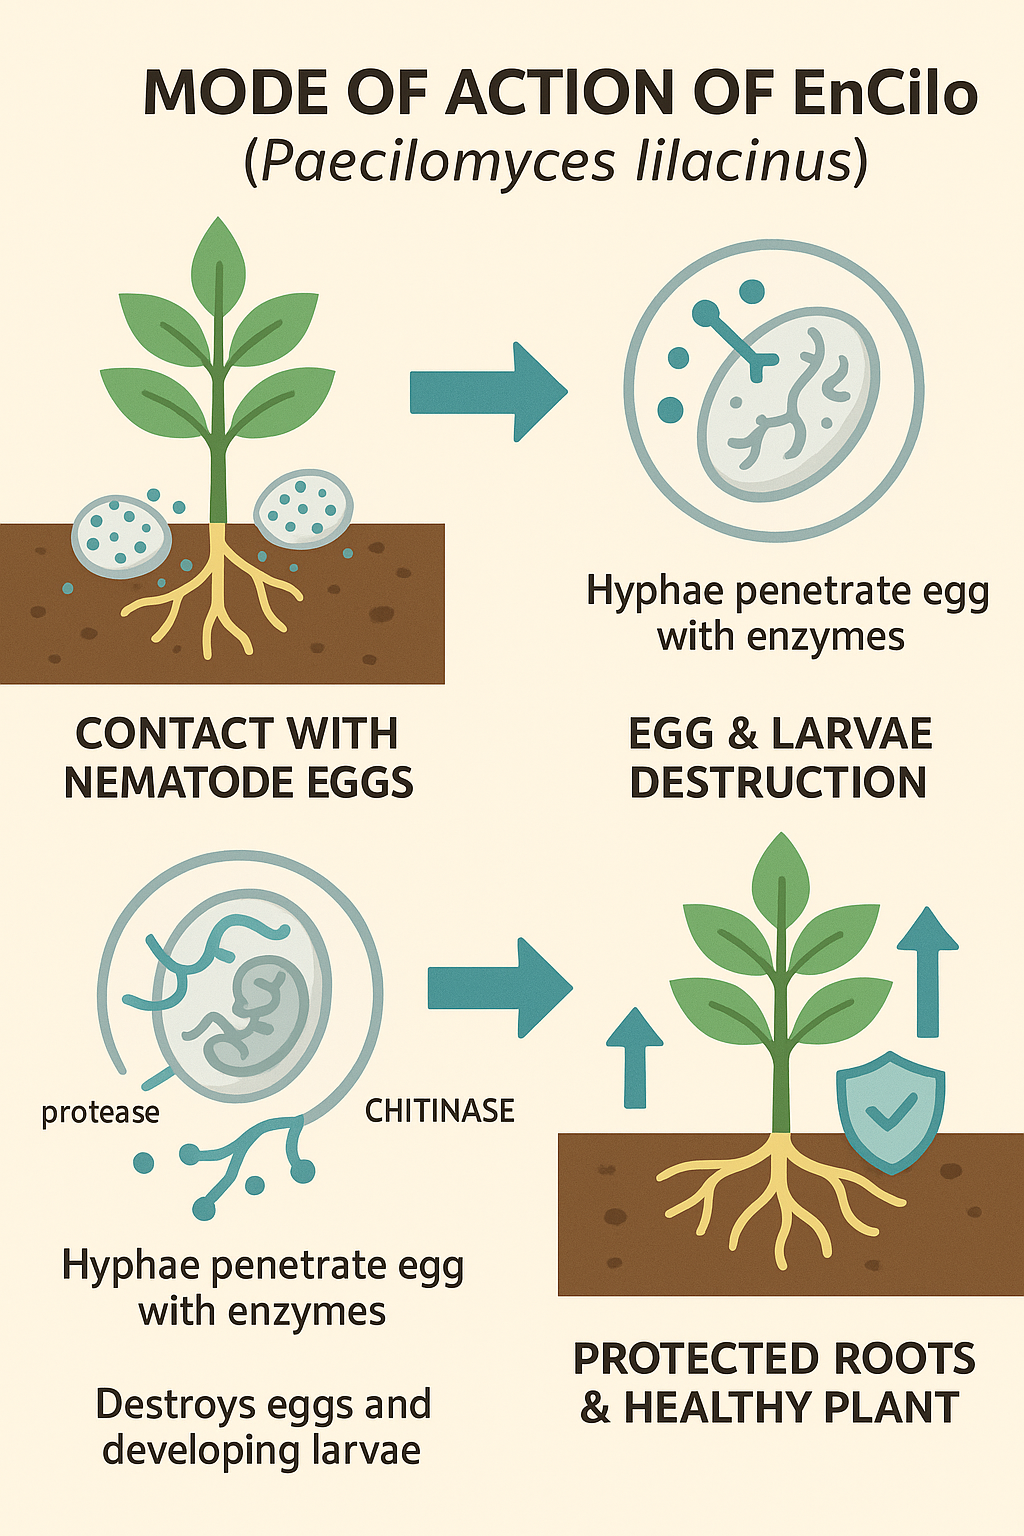 MODE OF ACTION OF EnCilo
(Paecilomyces lilacinus)
Hyphae penetrate egg
with enzymes
CONTACT WITH
NEMATODE EGGS
EGG & LARVAE
DESTRUCTION
protease
CHITINASE
Hyphae penetrate egg
with enzymes
Destroys eggs and
developing larvae
PROTECTED ROOTS
& HEALTHY PLANT